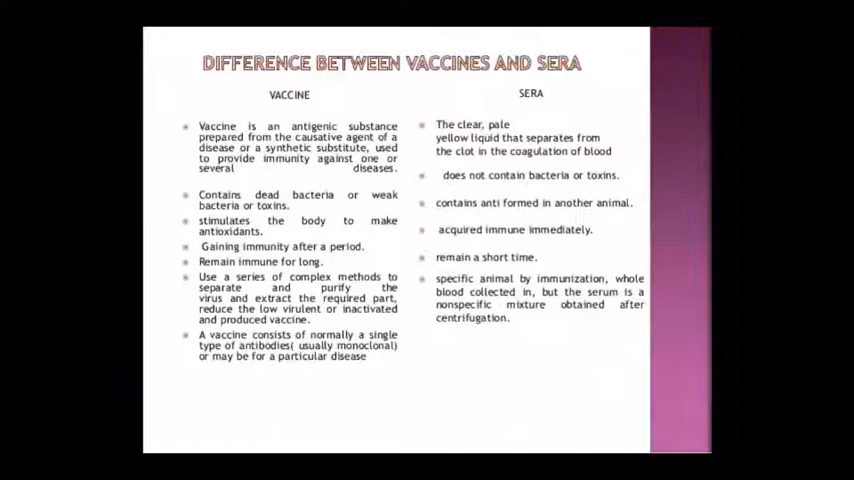 DIFFERENCE BETWEEN VACCINES AND SERA
VACCINE
Vaccine is an antigenic substance
prepared from the causative agent of a
disease or a synthetic substitute, used
to provide immunity against one or
several diseases.
Contains dead bacteria or weak
bacteria or toxins.
stimulates the body to make
antioxidants.
Gaining immunity after a period.
Remain immune for long.
Use a series of complex methods to
separate and purify the
virus and extract the required part,
reduce the low virulent or inactivated
and produced vaccine.
A vaccine consists of normally a single
type of antibodies( usually monoclonal)
or may be for a particular disease
SERA
The clear, pale
yellow liquid that separates from
the clot in the coagulation of blood
does not contain bacteria or toxins.
contains anti formed in another animal.
acquired immune immediately.
remain a short time.
specific animal by immunization, whole
blood collected in, but the serum is a
nonspecific mixture obtained after
centrifugation.